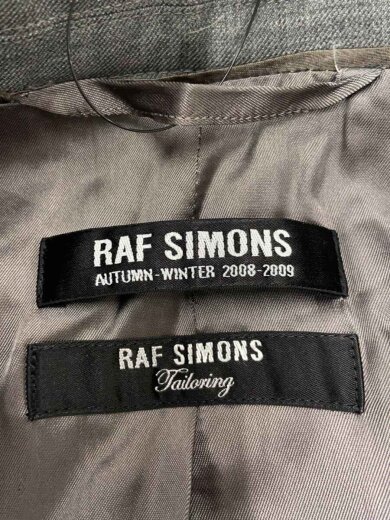 RAF SIMONS
AUTUMN-WINTER 2008-2009
RAF SIMONS
Tailoring